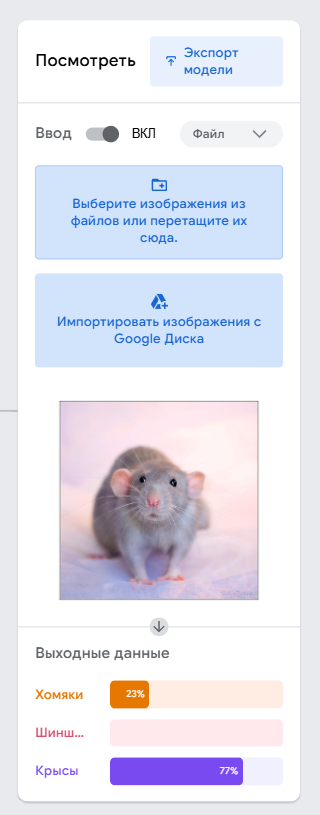 Посмотреть
Экспорт
модели
Ввод
ВКЛ
Файл
Выберите изображения из
файлов или перетащите их
сюда.
Импортировать изображения с
Google Диска
Выходные данные
Хомяки
23%
Шинш...
Крысы
77%